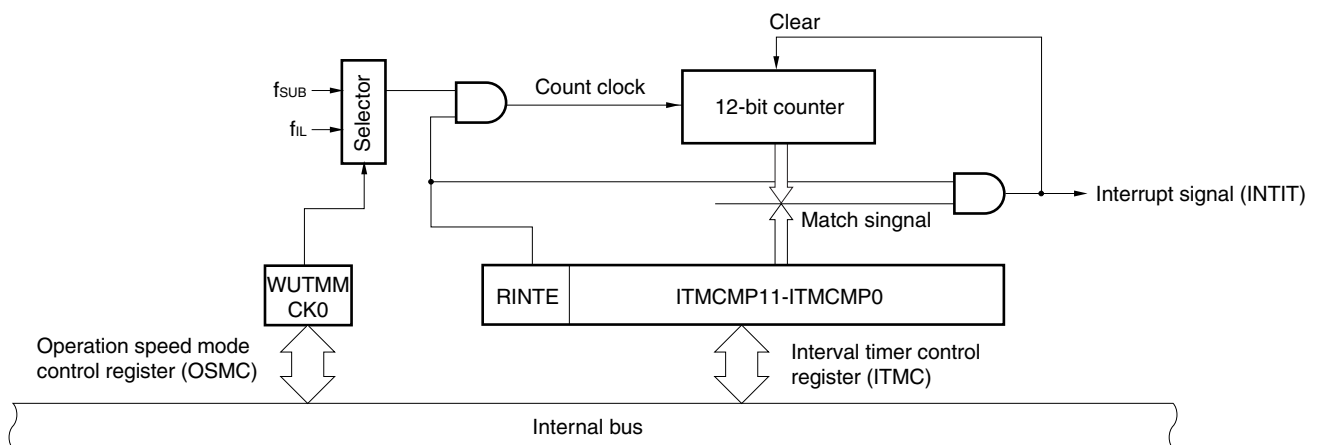 Clear
fSUB
fIL
Selector
Count clock
12-bit counter
Match singnal
Interrupt signal (INTIT)
WUTMM
CK0
RINTE
ITMCMP11-ITMCMP0
Operation speed mode
control register (OSMC)
Interval timer control
register (ITMC)
Internal bus